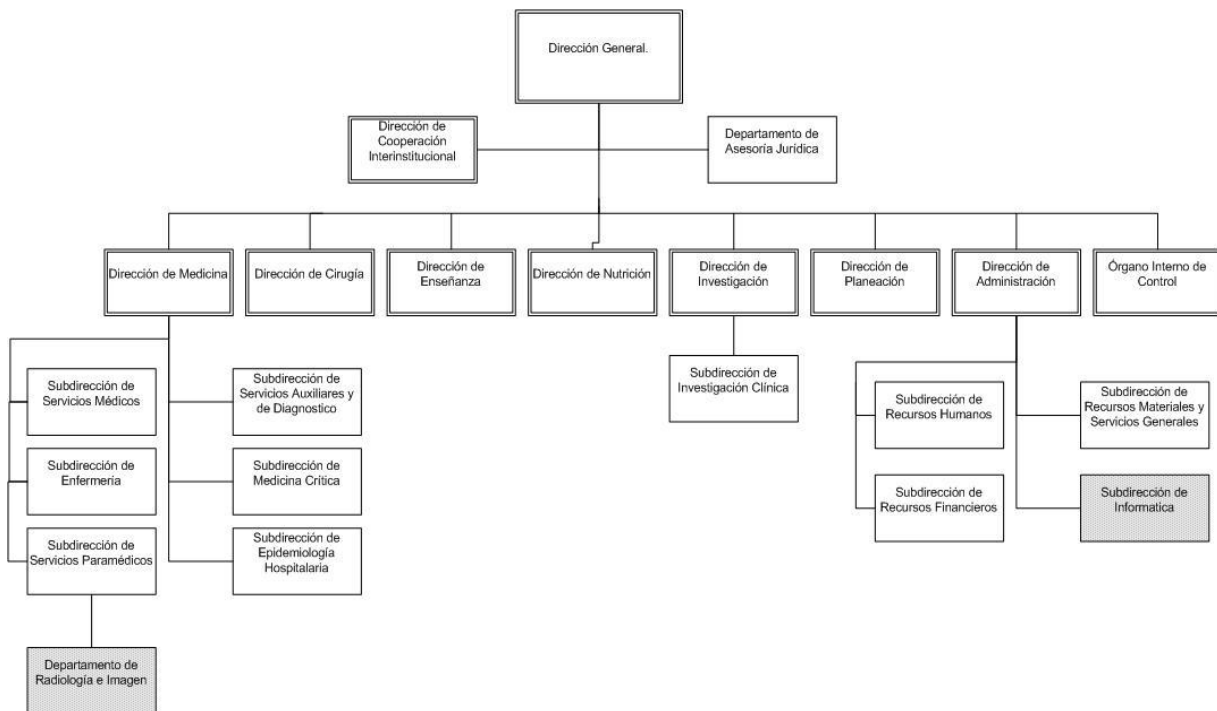 Dirección General.
Dirección de
Cooperación
Interinstitucional
Departamento de
Asesoría Jurídica
Dirección de Medicina
Dirección de Cirugía
Dirección de
Enseñanza
Dirección de Nutrición
Dirección de
Investigación
Dirección de
Planeación
Dirección de
Administración
Órgano Interno de
Control
Subdirección de
Servicios Médicos
Subdirección de
Servicios Auxiliares y
de Diagnostico
Subdirección de
Investigación Clínica
Subdirección de
Recursos Humanos
Subdirección de
Recursos Materiales y
Servicios Generales
Subdirección de
Enfermería
Subdirección de
Medicina Crítica
Subdirección de
Recursos Financieros
Subdirección de
Informatica
Subdirección de
Servicios Paramédicos
Subdirección de
Epidemiología
Hospitalaria
Departamento de
Radiología e Imagen